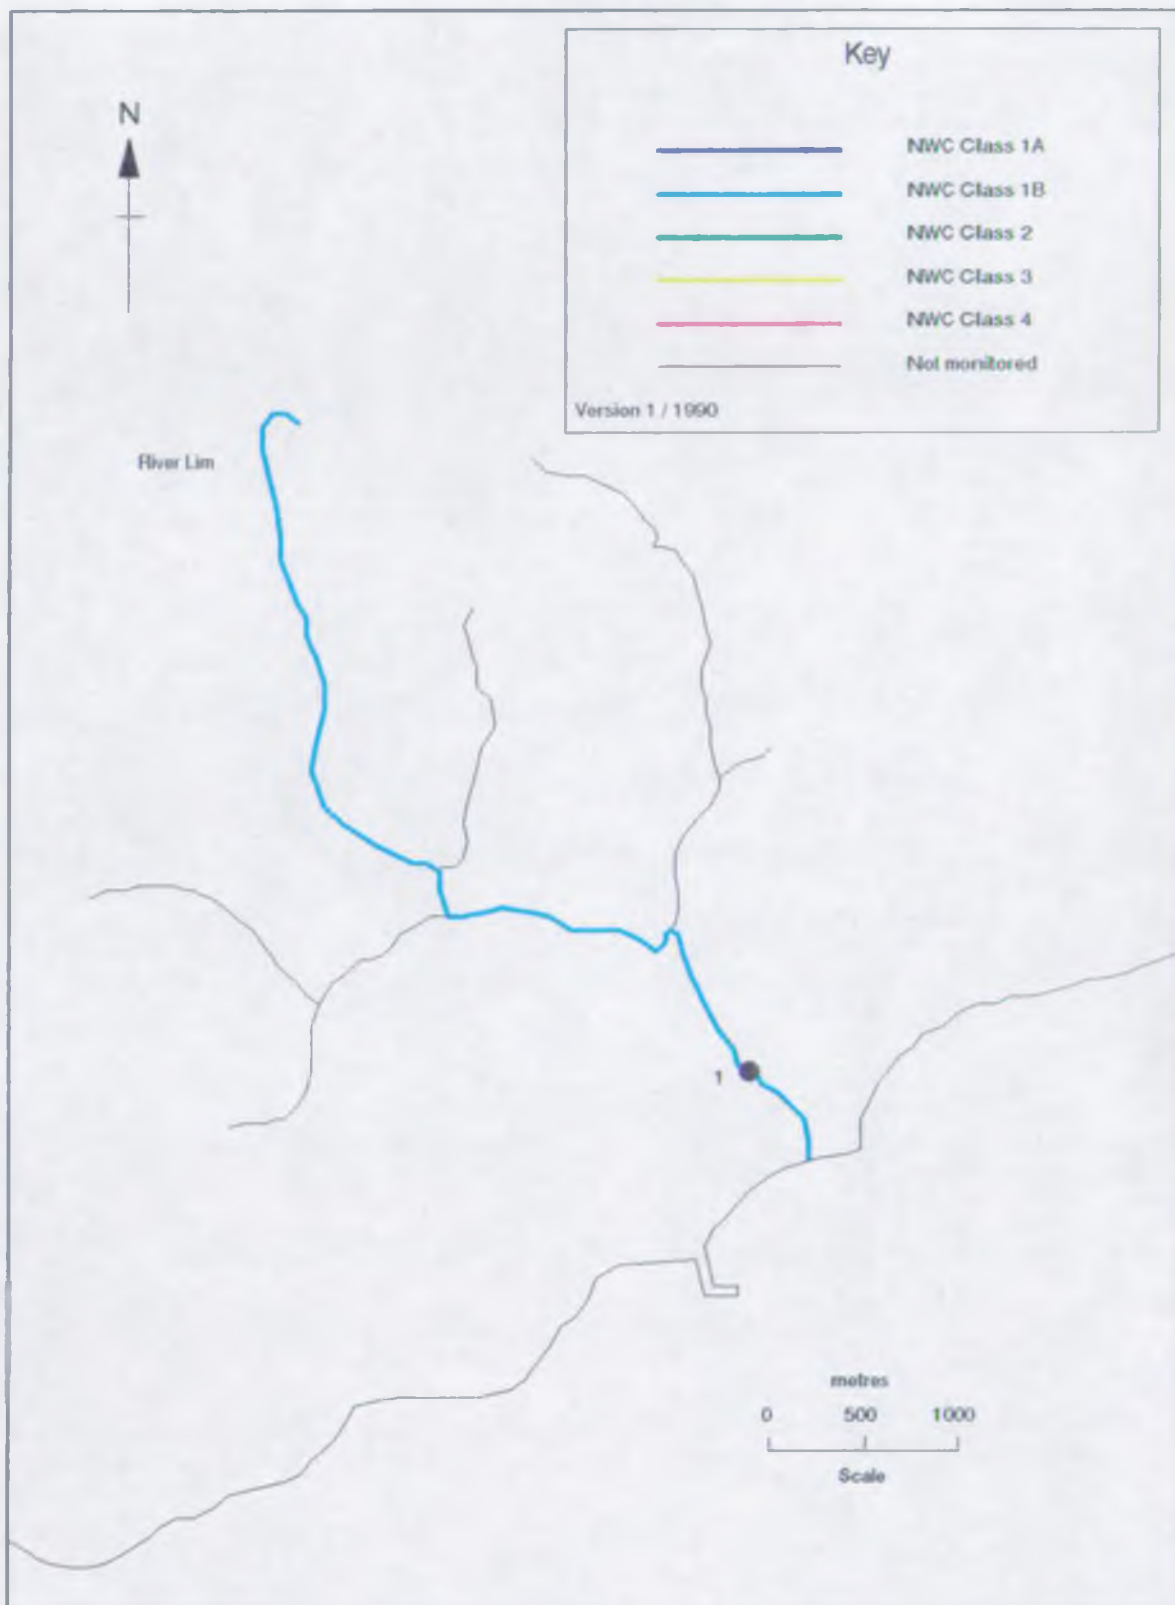 Key
N
NWC Class 1A
NWC Class 1B
NWC Class 2
NWC Class 3
NWC Class 4
Not monitored
Version 1 / 1990
River Lim
1
metres
0 500 1000
Scale